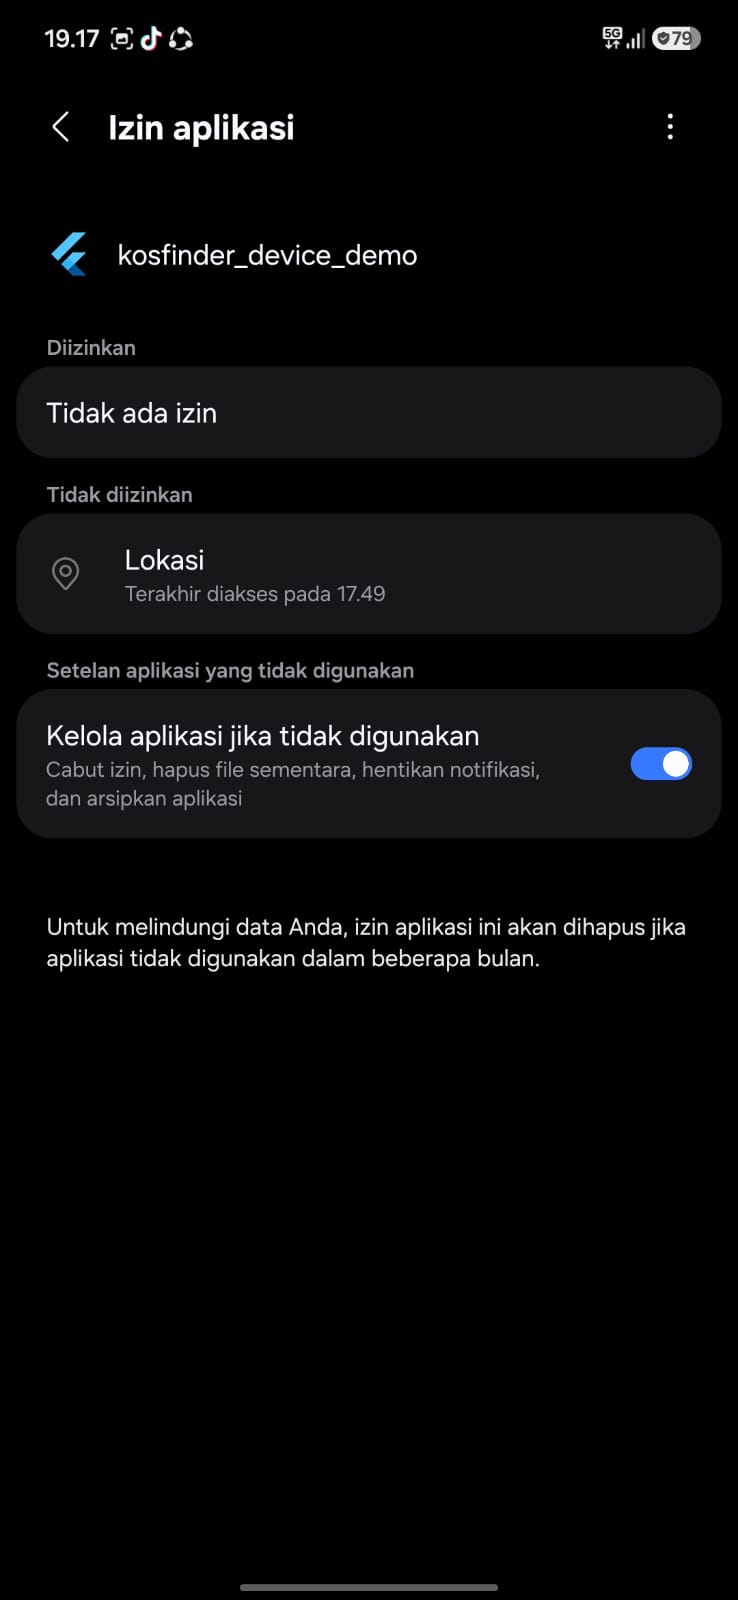 19.17
5G
79
Izin aplikasi
kosfinder_device_demo
Diizinkan
Tidak ada izin
Tidak diizinkan
Lokasi
Terakhir diakses pada 17.49
Setelan aplikasi yang tidak digunakan
Kelola aplikasi jika tidak digunakan
Cabut izin, hapus file sementara, hentikan notifikasi,
dan arsipkan aplikasi
Untuk melindungi data Anda, izin aplikasi ini akan dihapus jika
aplikasi tidak digunakan dalam beberapa bulan.